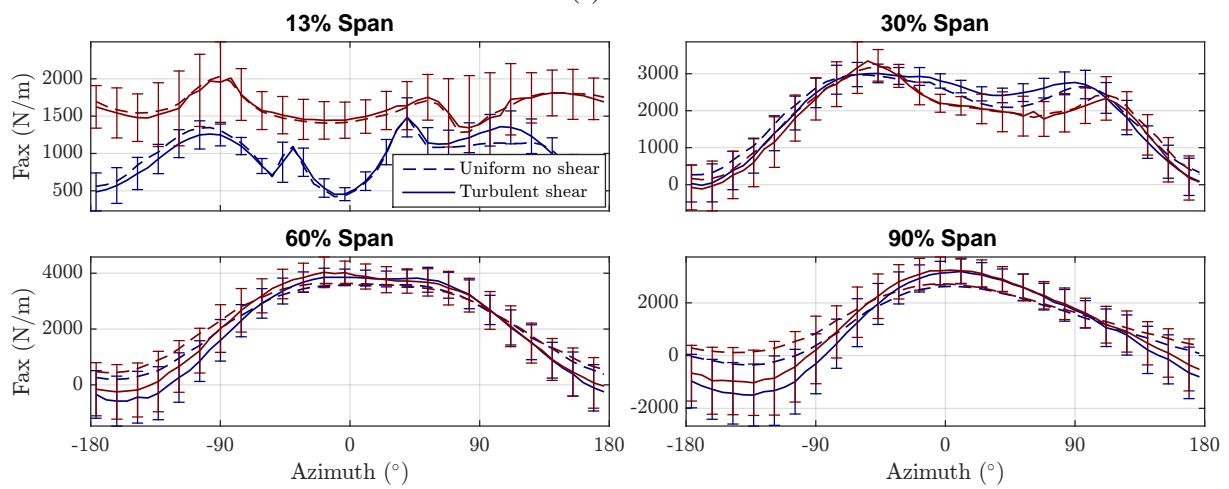 13% Span
30% Span
Fax (N/m)
2000
1500
1000
500
Uniform no shear
Turbulent shear
3000
2000
1000
0
60% Span
90% Span
Fax (N/m)
4000
2000
0
-180
-90
0
90
180
Azimuth (°)
2000
0
-2000
-180
-90
0
90
180
Azimuth (°)